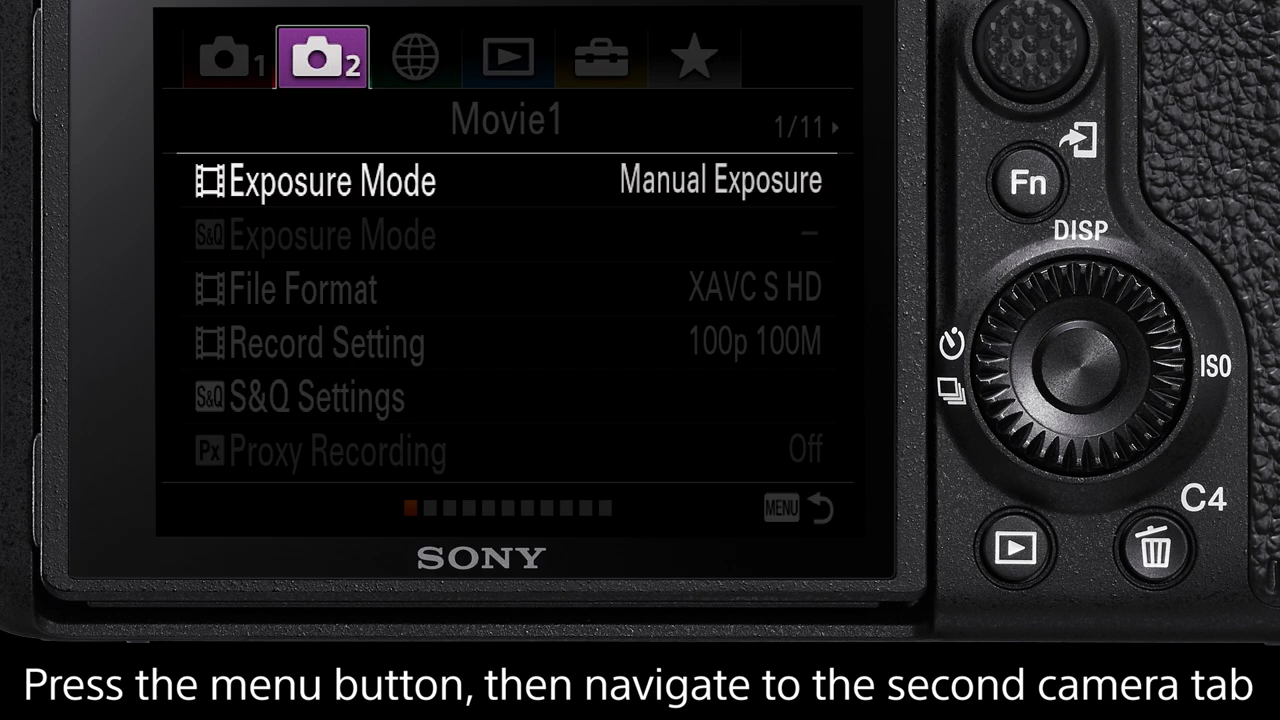 1 2
Movie1 1/11
Exposure Mode Manual Exposure
S&Q Exposure Mode –
File Format XAVC S HD
Record Setting 100p 100M
S&Q S&Q Settings
Px Proxy Recording Off
MENU
SONY
Fn
DISP
ISO
C4
Press the menu button, then navigate to the second camera tab